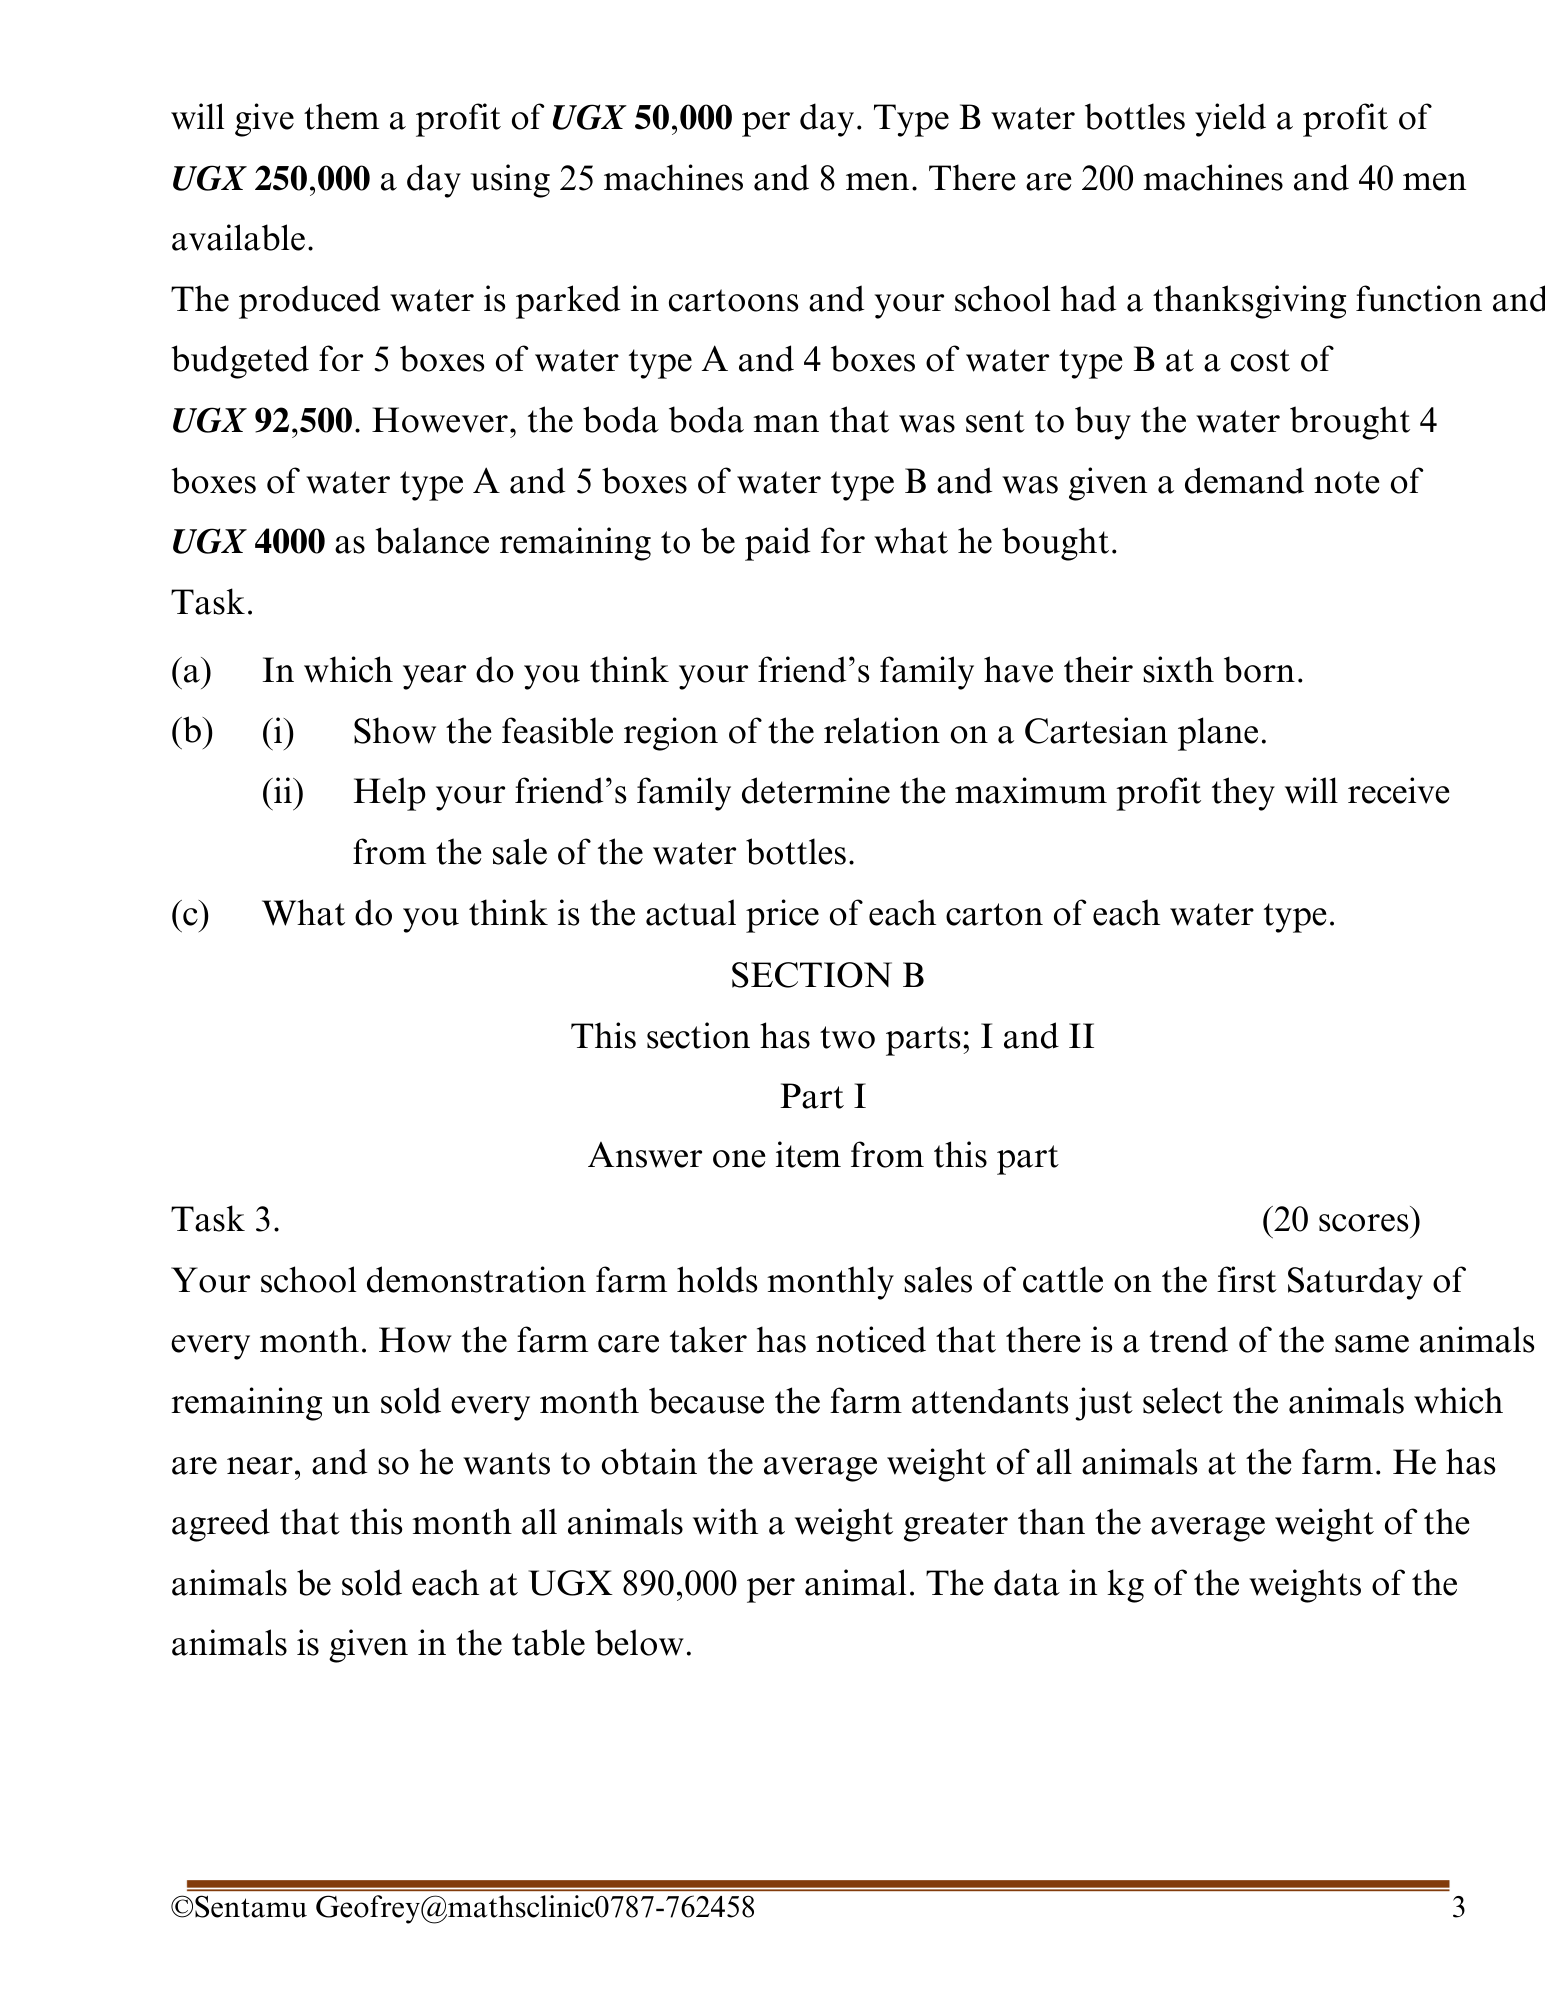 will give them a profit of UGX 50,000 per day. Type B water bottles yield a profit of
UGX 250,000 a day using 25 machines and 8 men. There are 200 machines and 40 men
available.
The produced water is parked in cartoons and your school had a thanksgiving function and
budgeted for 5 boxes of water type A and 4 boxes of water type B at a cost of
UGX 92,500. However, the boda boda man that was sent to buy the water brought 4
boxes of water type A and 5 boxes of water type B and was given a demand note of
UGX 4000 as balance remaining to be paid for what he bought.
Task.
(a) In which year do you think your friend’s family have their sixth born.
(b) (i) Show the feasible region of the relation on a Cartesian plane.
(ii) Help your friend’s family determine the maximum profit they will receive
from the sale of the water bottles.
(c) What do you think is the actual price of each carton of each water type.
SECTION B
This section has two parts; I and II
Part I
Answer one item from this part
Task 3. (20 scores)
Your school demonstration farm holds monthly sales of cattle on the first Saturday of
every month. How the farm care taker has noticed that there is a trend of the same animals
remaining un sold every month because the farm attendants just select the animals which
are near, and so he wants to obtain the average weight of all animals at the farm. He has
agreed that this month all animals with a weight greater than the average weight of the
animals be sold each at UGX 890,000 per animal. The data in kg of the weights of the
animals is given in the table below.
©Sentamu Geofrey@mathsclinic0787-762458 3